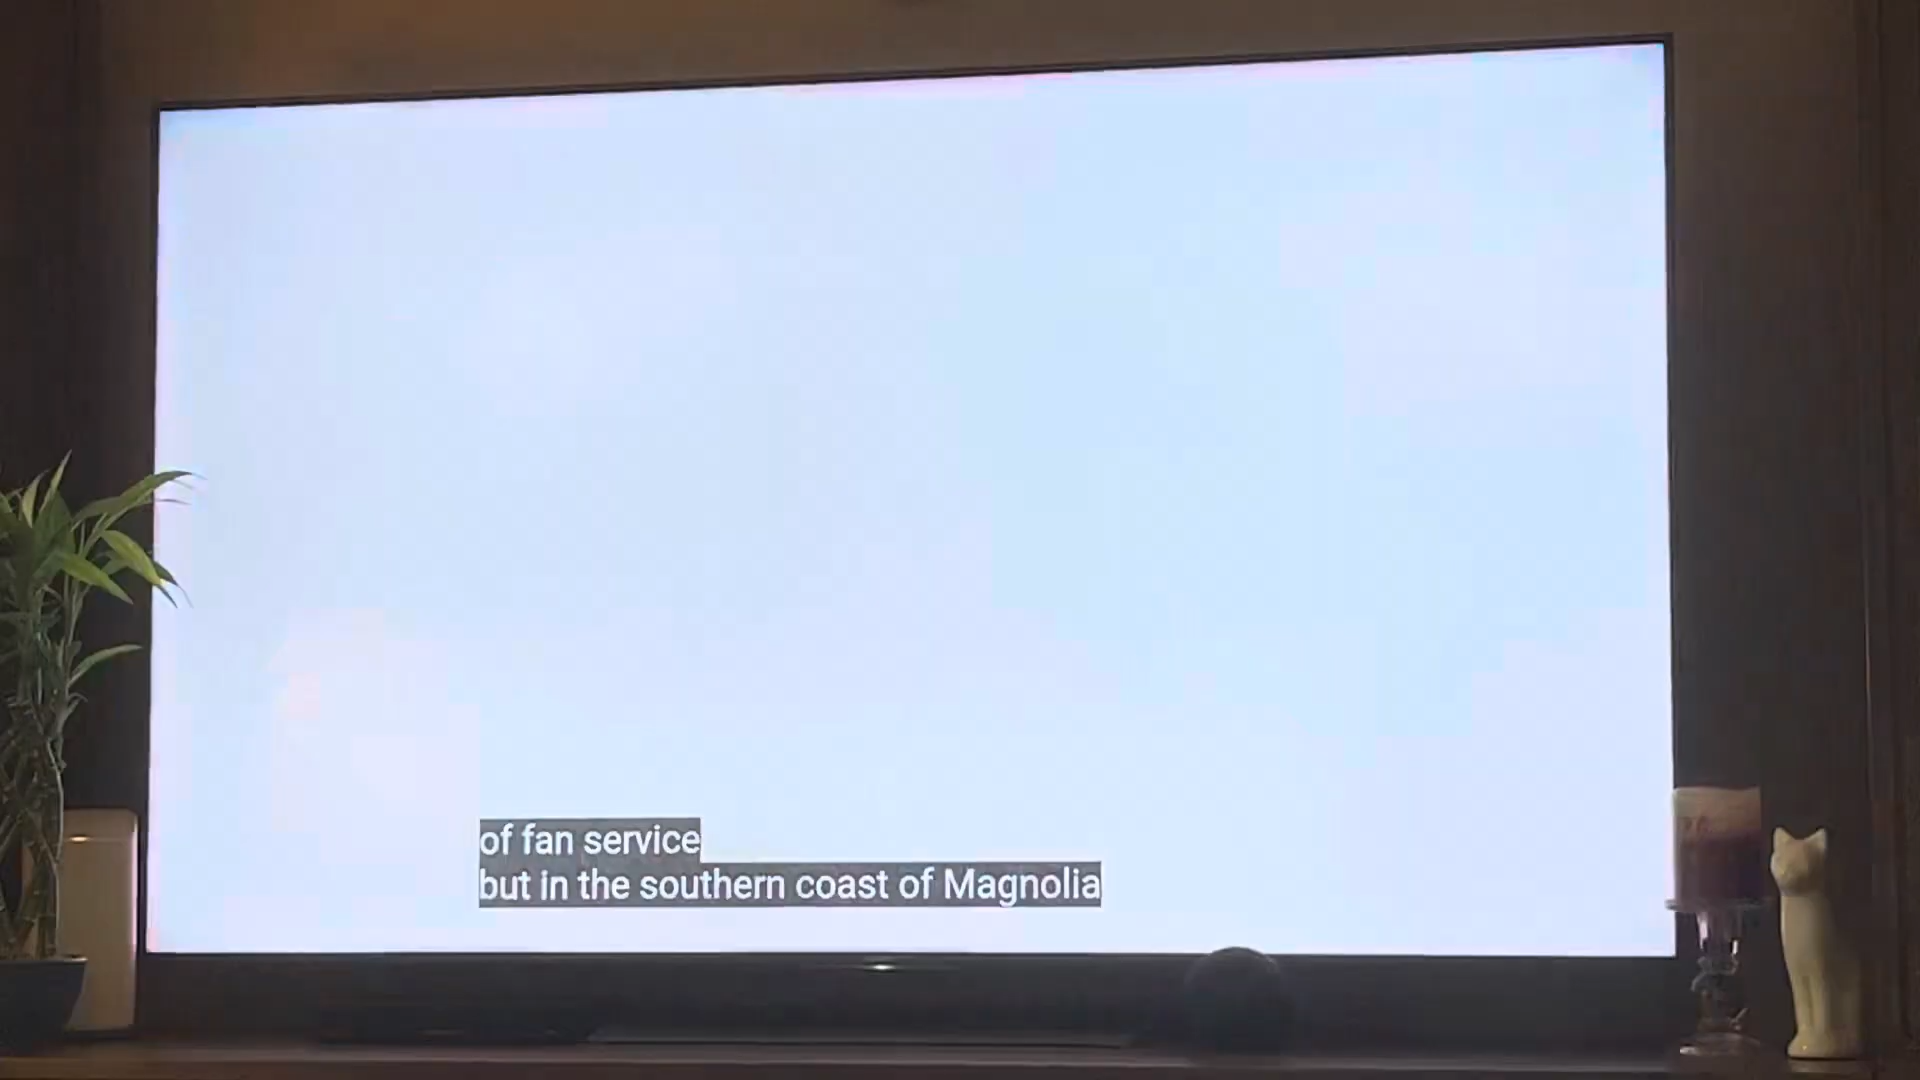 of fan service
but in the southern coast of Magnolia